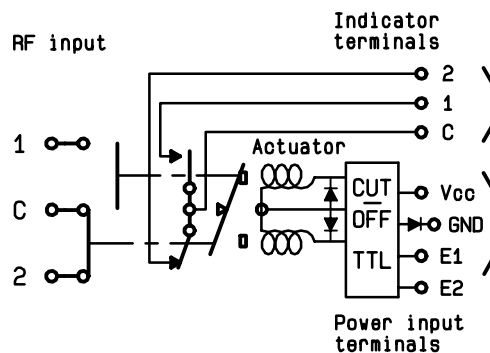 Indicator
terminals
RF input
2
1
C
Actuator
1
C
2
CUT
OFF
TTL
Vcc
GND
E1
E2
Power input
terminals